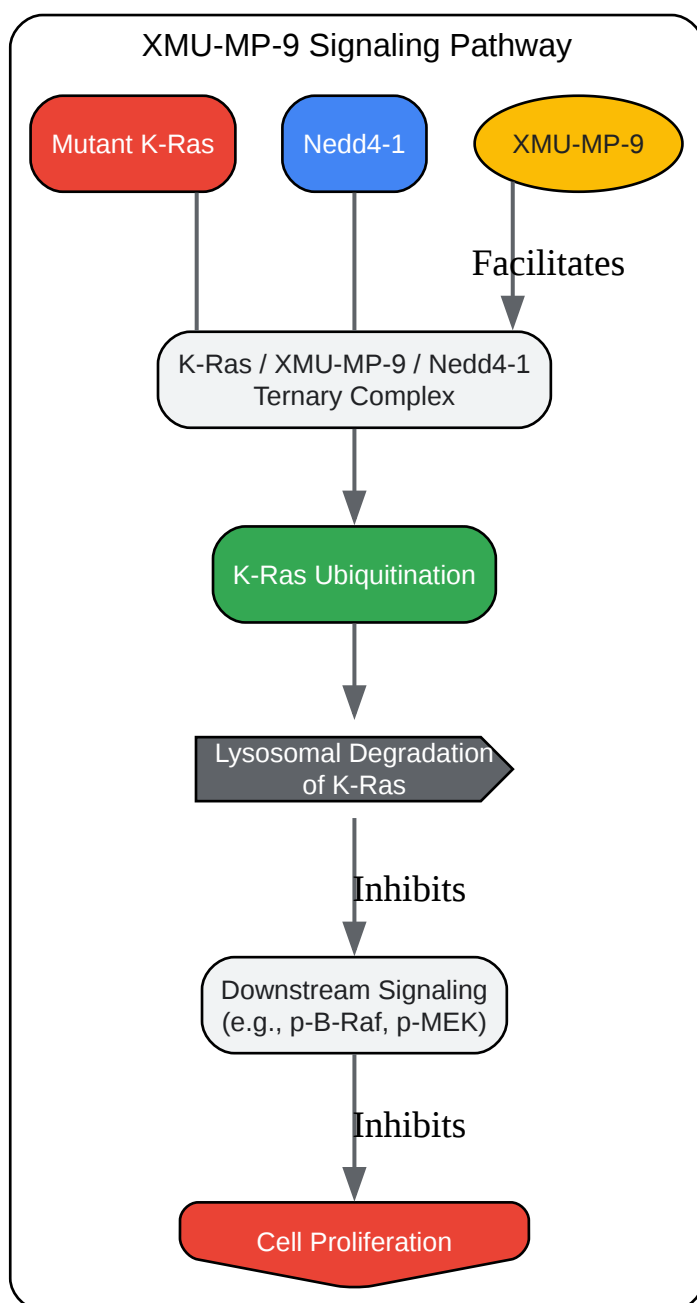 XMU-MP-9 Signaling Pathway
Mutant K-Ras
Nedd4-1
XMU-MP-9
Facilitates
K-Ras / XMU-MP-9 / Nedd4-1
Ternary Complex
K-Ras Ubiquitination
Lysosomal Degradation
of K-Ras
Inhibits
Downstream Signaling
(e.g., p-B-Raf, p-MEK)
Inhibits
Cell Proliferation